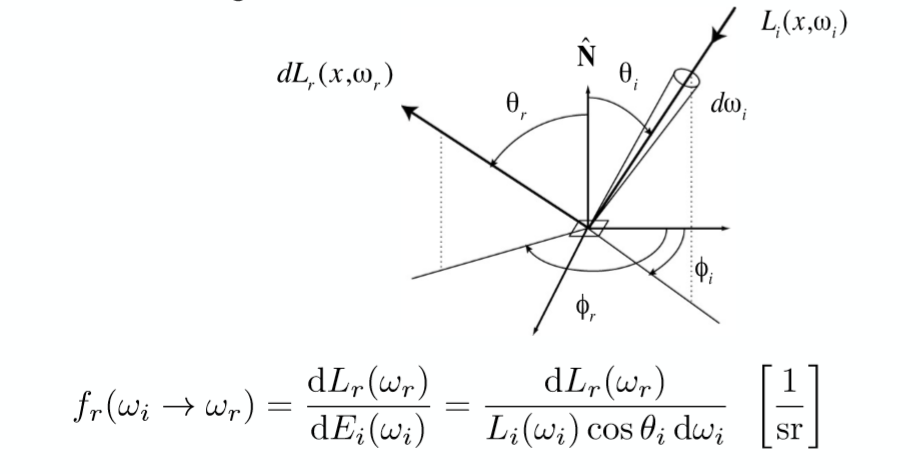 L_i(x,ω_i)
N̂
dL_r(x,ω_r)
θ_r
θ_i
dω_i
ϕ_i
ϕ_r
f_r(ω_i → ω_r) = dL_r(ω_r) / dE_i(ω_i) = dL_r(ω_r) / L_i(ω_i) cos θ_i dω_i [1 / sr]